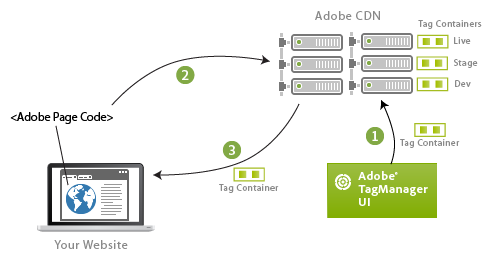 Adobe CDN
Tag Containers
Live
Stage
Dev
2
<Adobe Page Code>
1
Tag Container
3
Tag Container
Adobe®
TagManager
UI
Your Website